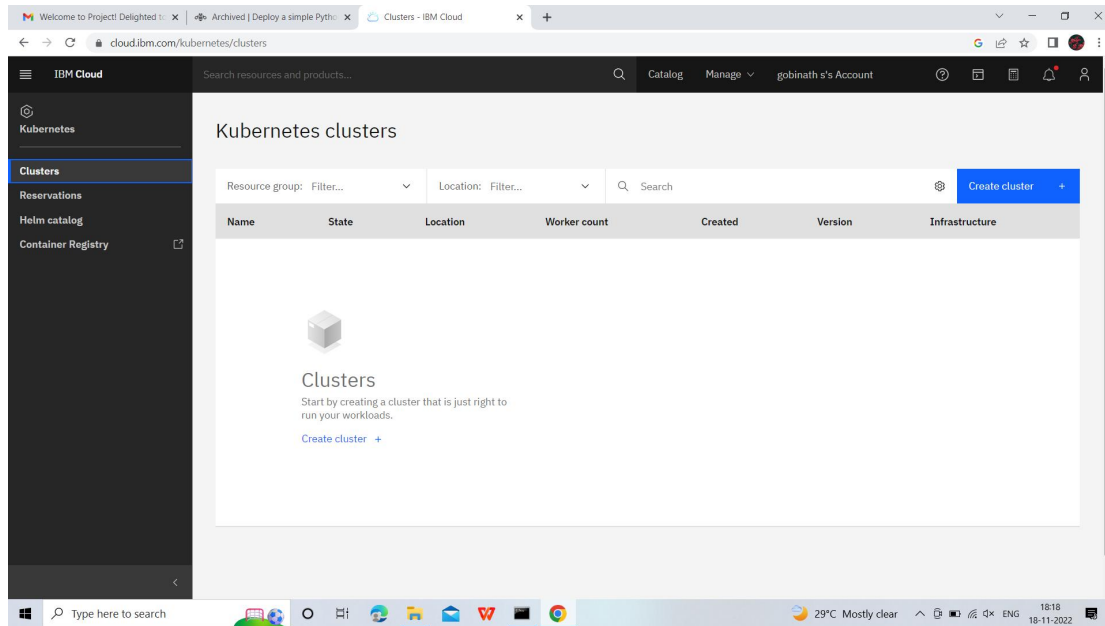 Welcome to Project! Delighted to
Archived | Deploy a simple Pytho
Clusters - IBM Cloud
cloud.ibm.com/kubernetes/clusters
IBM Cloud
Search resources and products...
Catalog
Manage
gobinath s's Account
Kubernetes
Clusters
Reservations
Helm catalog
Container Registry
Kubernetes clusters
Resource group: Filter...
Location: Filter...
Search
Create cluster +
Name State Location Worker count Created Version Infrastructure
Clusters
Start by creating a cluster that is just right to
run your workloads.
Create cluster +
Type here to search
29°C Mostly clear
ENG
18:18
18-11-2022